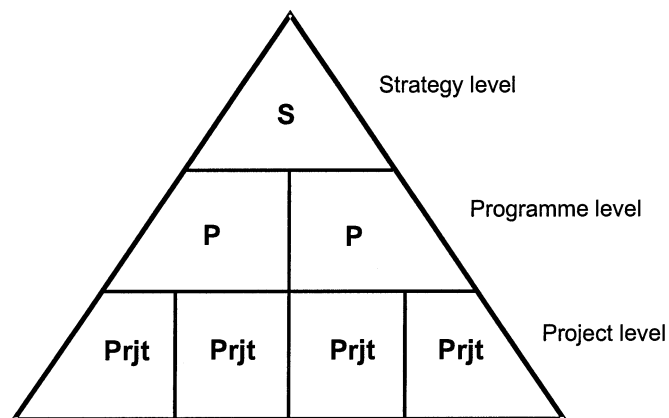 S
Strategy level
P
P
Programme level
Prjt
Prjt
Prjt
Prjt
Project level